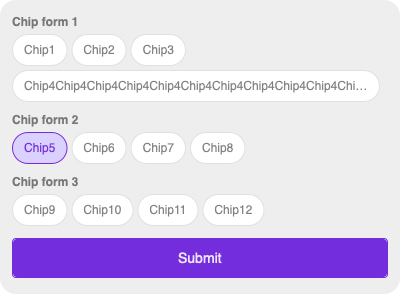 Chip form 1
Chip1 Chip2 Chip3
Chip4Chip4Chip4Chip4Chip4Chip4Chip4Chip4Chip4Chip4Chi...
Chip form 2
Chip5 Chip6 Chip7 Chip8
Chip form 3
Chip9 Chip10 Chip11 Chip12
Submit